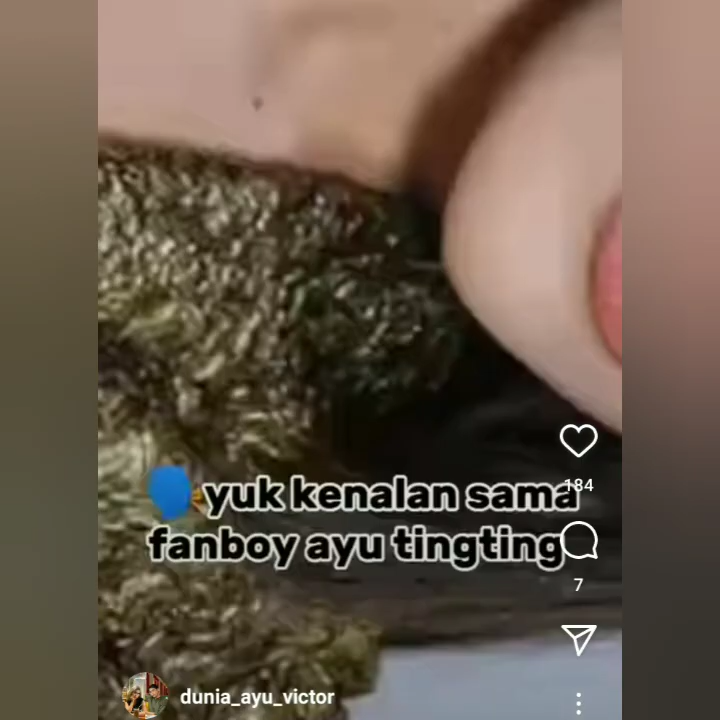 🗣yuk kenalan sama
fanboy ayu tingting
184
7
dunia_ayu_victor